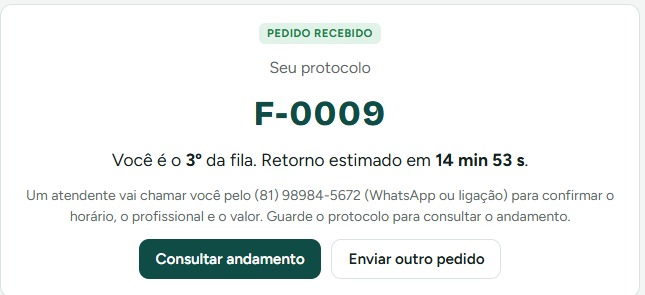 PEDIDO RECEBIDO
Seu protocolo
F-0009
Você é o 3º da fila. Retorno estimado em 14 min 53 s.
Um atendente vai chamar você pelo (81) 98984-5672 (WhatsApp ou ligação) para confirmar o
horário, o profissional e o valor. Guarde o protocolo para consultar o andamento.
Consultar andamento
Enviar outro pedido